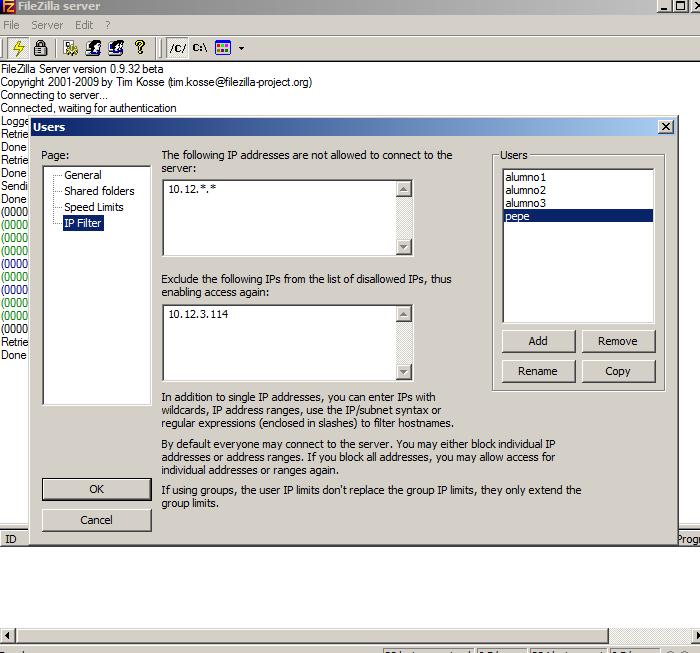 FileZilla server
File Server Edit ?
/C/ C:\
FileZilla Server version 0.9.32 beta
Copyright 2001-2009 by Tim Kosse (tim.kosse@filezilla-project.org)
Connecting to server...
Connected, waiting for authentication
Logge
Retrie
Done
Retrie
Done
Sendi
Done
(0000
(0000
(0000
(0000
(0000
(0000
(0000
(0000
(0000
(0000
Retrie
Done
Users
Page:
General
Shared folders
Speed Limits
IP Filter
OK
Cancel
The following IP addresses are not allowed to connect to the
server:
10.12.*.*
Exclude the following IPs from the list of disallowed IPs, thus
enabling access again:
10.12.3.114
In addition to single IP addresses, you can enter IPs with
wildcards, IP address ranges, use the IP/subnet syntax or
regular expressions (enclosed in slashes) to filter hostnames.
By default everyone may connect to the server. You may either block individual IP
addresses or address ranges. If you block all addresses, you may allow access for
individual addresses or ranges again.
If using groups, the user IP limits don't replace the group IP limits, they only extend the
group limits.
Users
alumno1
alumno2
alumno3
pepe
Add Remove
Rename Copy
ID
Progr